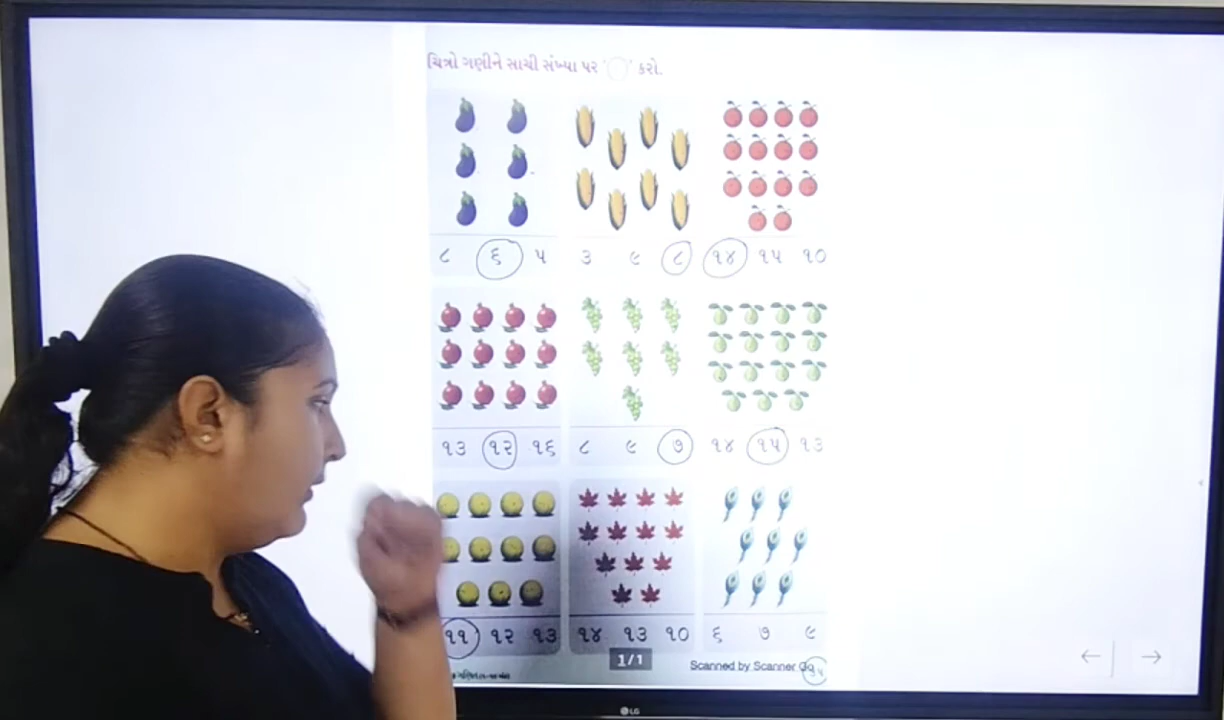 ચિત્રો ગણીને સાચી સંખ્યા પર '◯' કરો.
૮ ૬ ૫ ૩ ૯ ૮ ૧૪ ૧૫ ૧૦
૧૩ ૧૨ ૧૬ ૮ ૯ ૭ ૧૪ ૧૫ ૧૩
૧૧ ૧૨ ૧૩ ૧૪ ૧૩ ૧૦ ૬ ૭ ૯
1/1
Scanned by Scanner Go
LG